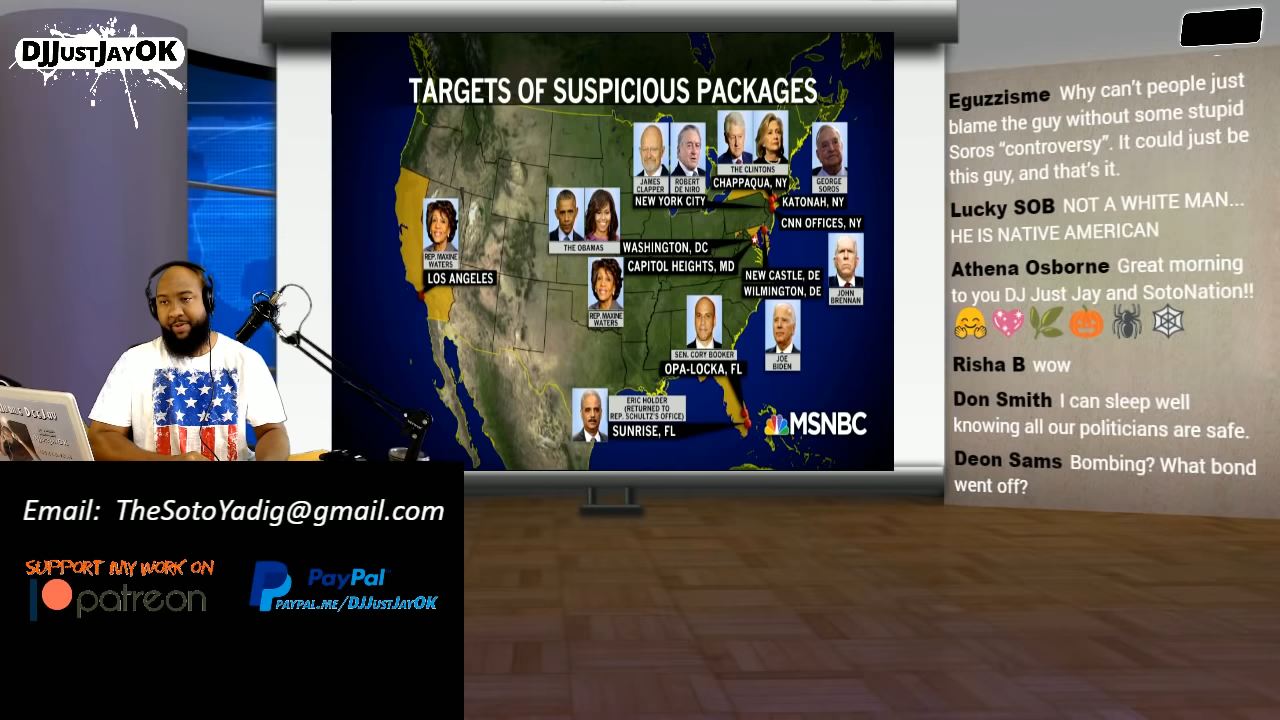 DJJUSTJAYOK
TARGETS OF SUSPICIOUS PACKAGES
JAMES
CLAPPER
ROBERT
DE NIRO
THE CLINTONS
CHAPPAQUA, NY
GEORGE
SOROS
NEW YORK CITY
KATONAH, NY
CNN OFFICES, NY
THE OBAMAS
WASHINGTON, DC
CAPITOL HEIGHTS, MD
REP. MAXINE
WATERS
LOS ANGELES
NEW CASTLE, DE
WILMINGTON, DE
JOHN
BRENNAN
REP. MAXINE
WATERS
SEN. CORY BOOKER
OPA-LOCKA, FL
JOE
BIDEN
ERIC HOLDER
(RETURNED TO
REP. SCHULTZ'S OFFICE)
SUNRISE, FL
MSNBC
Eguzzisme Why can't people just
blame the guy without some stupid
Soros “controversy”. It could just be
this guy, and that's it.
Lucky SOB NOT A WHITE MAN...
HE IS NATIVE AMERICAN
Athena Osborne Great morning
to you DJ Just Jay and SotoNation!!
🤗💖🌿🎃🕷🕸
Risha B wow
Don Smith I can sleep well
knowing all our politicians are safe.
Deon Sams Bombing? What bond
went off?
Email: TheSotoYadig@gmail.com
SUPPORT MY WORK ON
patreon
PayPal
PAYPAL.ME/DJJUSTJAYOK